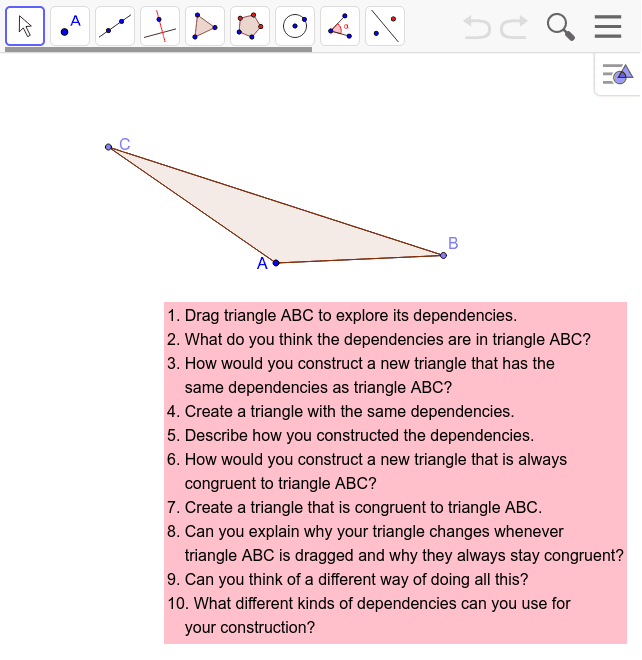 A
α
C
B
A
1. Drag triangle ABC to explore its dependencies.
2. What do you think the dependencies are in triangle ABC?
3. How would you construct a new triangle that has the
same dependencies as triangle ABC?
4. Create a triangle with the same dependencies.
5. Describe how you constructed the dependencies.
6. How would you construct a new triangle that is always
congruent to triangle ABC?
7. Create a triangle that is congruent to triangle ABC.
8. Can you explain why your triangle changes whenever
triangle ABC is dragged and why they always stay congruent?
9. Can you think of a different way of doing all this?
10. What different kinds of dependencies can you use for
your construction?